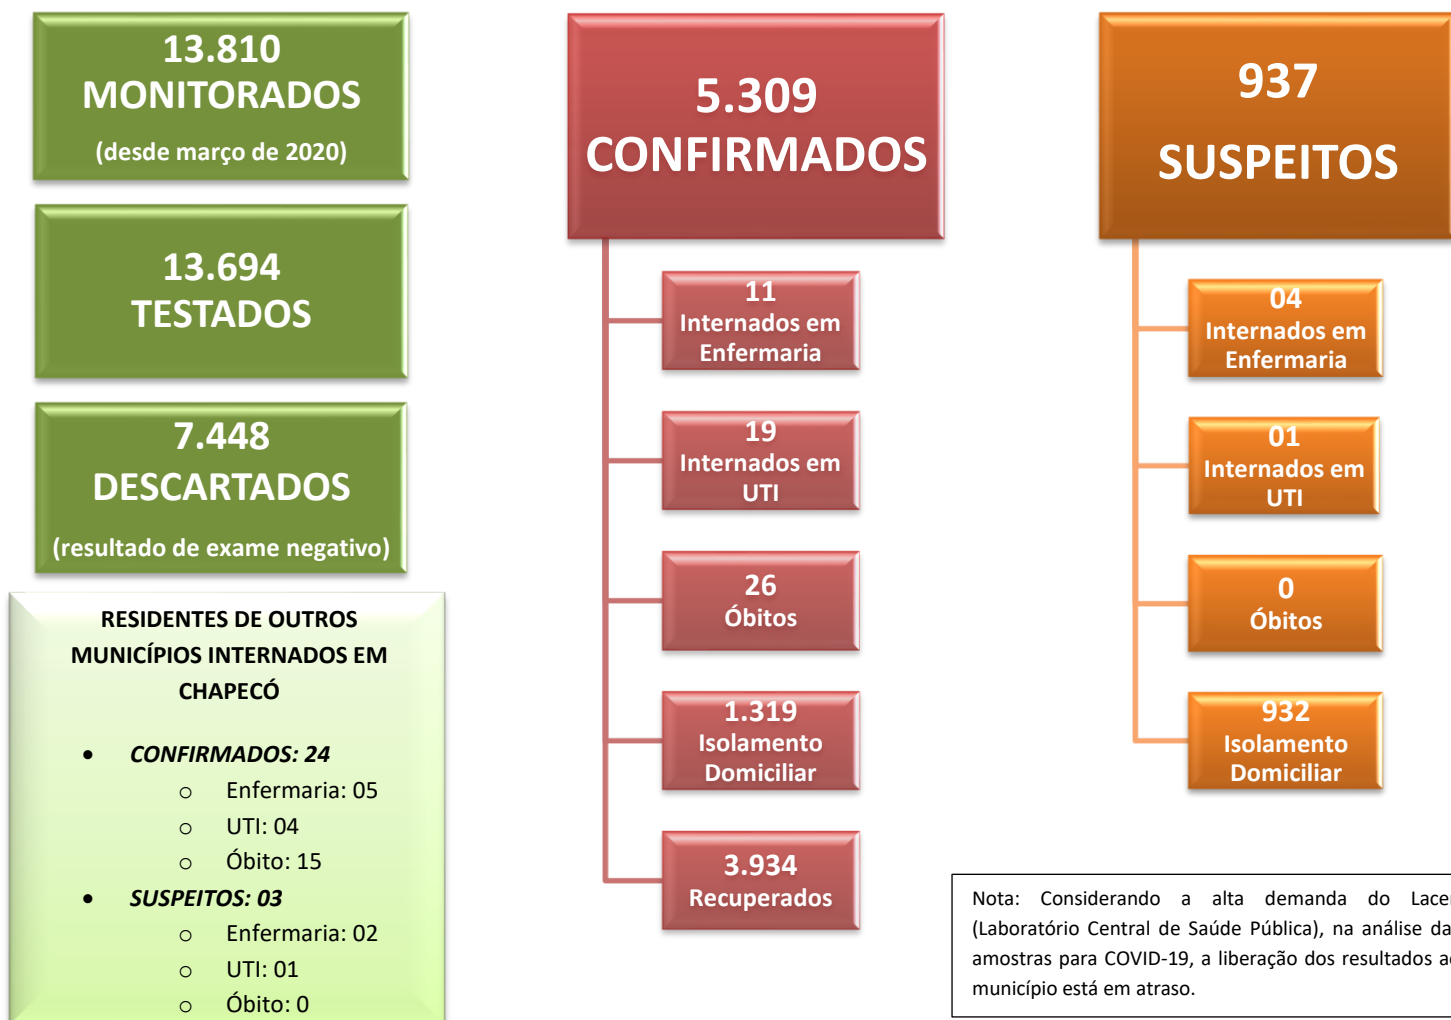 13.810
MONITORADOS
(desde março de 2020)
13.694
TESTADOS
7.448
DESCARTADOS
(resultado de exame negativo)
RESIDENTES DE OUTROS
MUNICÍPIOS INTERNADOS EM
CHAPECÓ
• CONFIRMADOS: 24
o Enfermaria: 05
o UTI: 04
o Óbito: 15
• SUSPEITOS: 03
o Enfermaria: 02
o UTI: 01
o Óbito: 0
5.309
CONFIRMADOS
11
Internados em
Enfermaria
19
Internados em
UTI
26
Óbitos
1.319
Isolamento
Domiciliar
3.934
Recuperados
937
SUSPEITOS
04
Internados em
Enfermaria
01
Internados em
UTI
0
Óbitos
932
Isolamento
Domiciliar
Nota: Considerando a alta demanda do
(Laboratório Central de Saúde Pública), na análise
amostras para COVID-19, a liberação dos resultados
município está em atraso.